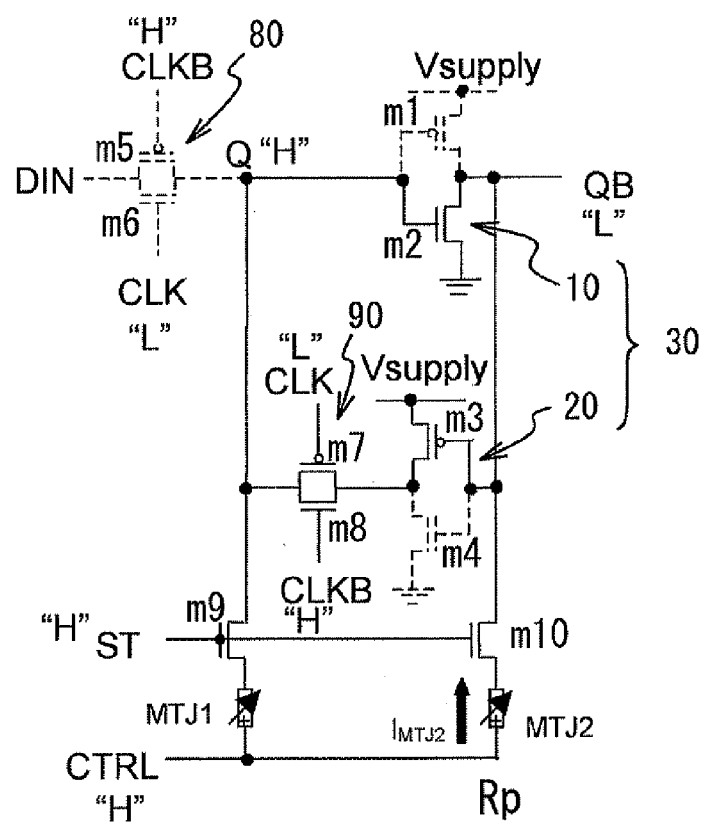 “H”
80
CLKB
Vsupply
m1
m5
Q “H”
DIN
QB
m6
m2
“L”
CLK
10
“L”
90
30
“L”
CLK
Vsupply
20
m3
m7
m8
m4
CLKB
“H”
m9
“H” ST
m10
MTJ1
IMTJ2
MTJ2
CTRL
“H”
Rp